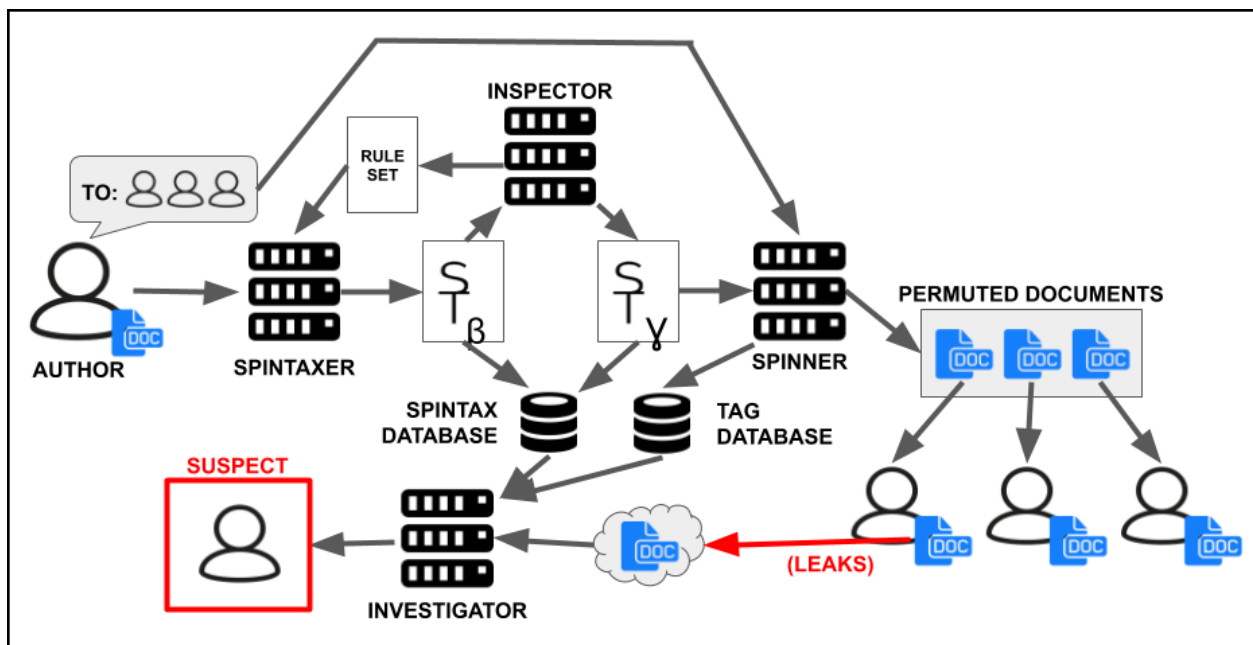 INSPECTOR
RULE
SET
TO:
S
T
β
S
T
γ
PERMUTED DOCUMENTS
DOC
DOC
DOC
DOC
AUTHOR
SPINTAXER
SPINNER
SPINTAX
DATABASE
TAG
DATABASE
SUSPECT
DOC
(LEAKS)
DOC
DOC
DOC
INVESTIGATOR